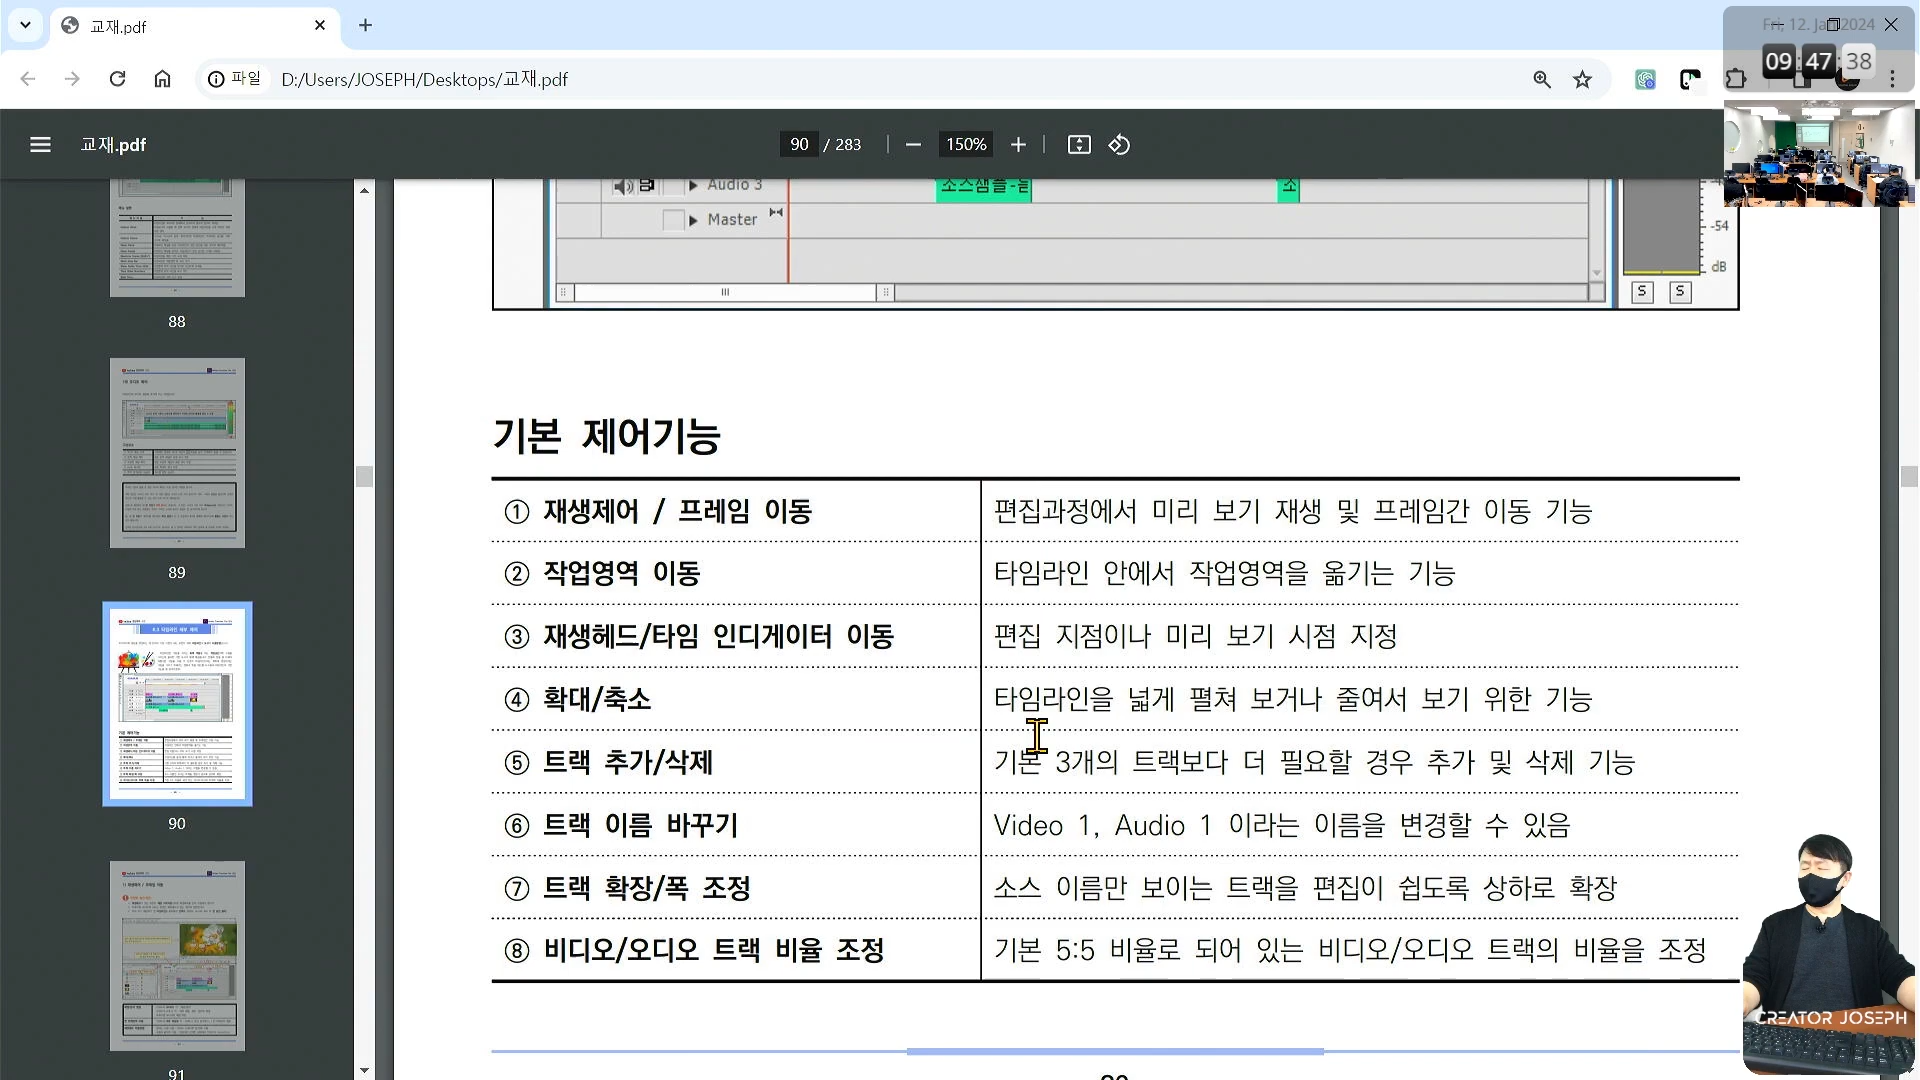 교재.pdf
Fri, 12. Jan 2024
09 47 38
파일
D:/Users/JOSEPH/Desktops/교재.pdf
교재.pdf
90 / 283
150%
88
89
90
91
Audio 3
Master
-54
dB
S S
기본 제어기능
① 재생제어 / 프레임 이동 편집과정에서 미리 보기 재생 및 프레임간 이동 기능
② 작업영역 이동 타임라인 안에서 작업영역을 옮기는 기능
③ 재생헤드/타임 인디게이터 이동 편집 지점이나 미리 보기 시점 지정
④ 확대/축소 타임라인을 넓게 펼쳐 보거나 줄여서 보기 위한 기능
⑤ 트랙 추가/삭제 기본 3개의 트랙보다 더 필요할 경우 추가 및 삭제 기능
⑥ 트랙 이름 바꾸기 Video 1, Audio 1 이라는 이름을 변경할 수 있음
⑦ 트랙 확장/폭 조정 소스 이름만 보이는 트랙을 편집이 쉽도록 상하로 확장
⑧ 비디오/오디오 트랙 비율 조정 기본 5:5 비율로 되어 있는 비디오/오디오 트랙의 비율을 조정
CREATOR JOSEPH